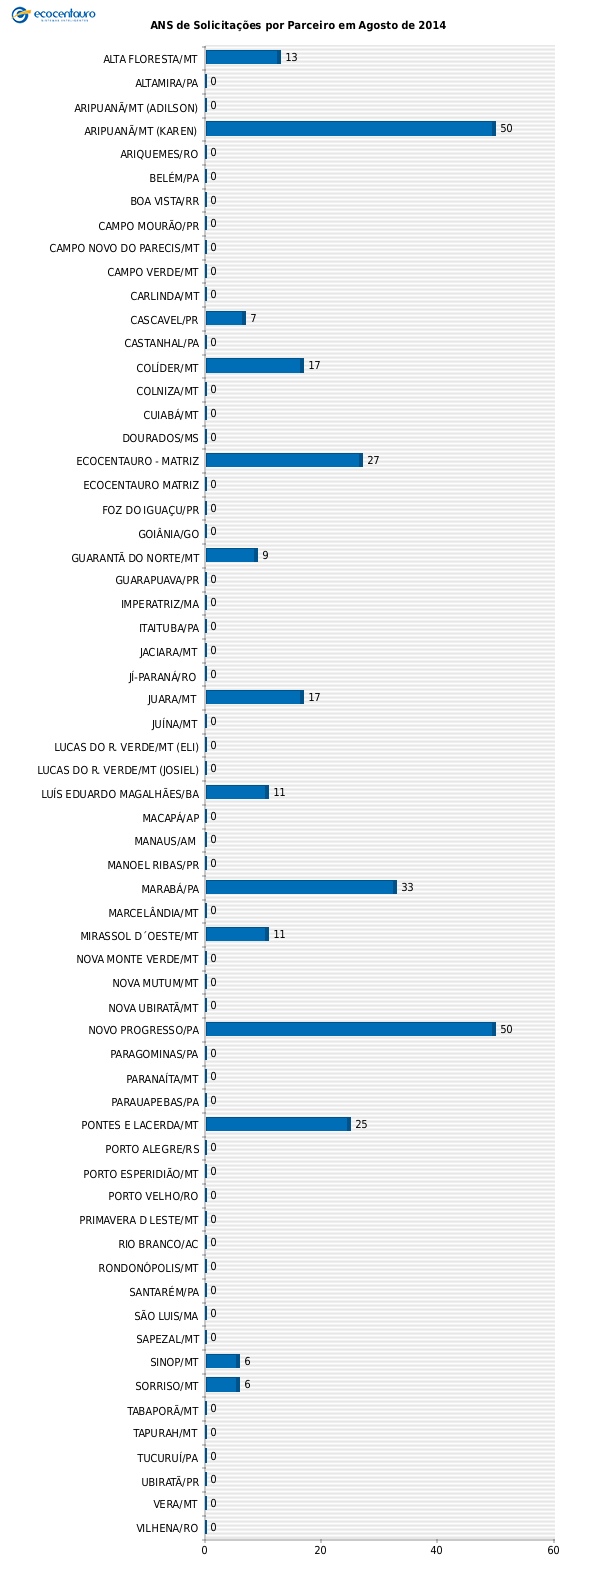 ecocentauro
ANS de Solicitações por Parceiro em Agosto de 2014
ALTA FLORESTA/MT 13
ALTAMIRA/PA 0
ARIPUANÃ/MT (ADILSON) 0
ARIPUANÃ/MT (KAREN) 50
ARIQUEMES/RO 0
BELÉM/PA 0
BOA VISTA/RR 0
CAMPO MOURÃO/PR 0
CAMPO NOVO DO PARECIS/MT 0
CAMPO VERDE/MT 0
CARLINDA/MT 0
CASCAVEL/PR 7
CASTANHAL/PA 0
COLÍDER/MT 17
COLNIZA/MT 0
CUIABÁ/MT 0
DOURADOS/MS 0
ECOCENTAURO - MATRIZ 27
ECOCENTAURO MATRIZ 0
FOZ DO IGUAÇU/PR 0
GOIÂNIA/GO 0
GUARANTÃ DO NORTE/MT 9
GUARAPUAVA/PR 0
IMPERATRIZ/MA 0
ITAITUBA/PA 0
JACIARA/MT 0
JÍ-PARANÁ/RO 0
JUARA/MT 17
JUÍNA/MT 0
LUCAS DO R. VERDE/MT (ELI) 0
LUCAS DO R. VERDE/MT (JOSIEL) 0
LUÍS EDUARDO MAGALHÃES/BA 11
MACAPÁ/AP 0
MANAUS/AM 0
MANOEL RIBAS/PR 0
MARABÁ/PA 33
MARCELÂNDIA/MT 0
MIRASSOL D´OESTE/MT 11
NOVA MONTE VERDE/MT 0
NOVA MUTUM/MT 0
NOVA UBIRATÃ/MT 0
NOVO PROGRESSO/PA 50
PARAGOMINAS/PA 0
PARANAÍTA/MT 0
PARAUAPEBAS/PA 0
PONTES E LACERDA/MT 25
PORTO ALEGRE/RS 0
PORTO ESPERIDIÃO/MT 0
PORTO VELHO/RO 0
PRIMAVERA D LESTE/MT 0
RIO BRANCO/AC 0
RONDONÓPOLIS/MT 0
SANTARÉM/PA 0
SÃO LUIS/MA 0
SAPEZAL/MT 0
SINOP/MT 6
SORRISO/MT 6
TABAPORÃ/MT 0
TAPURAH/MT 0
TUCURUÍ/PA 0
UBIRATÃ/PR 0
VERA/MT 0
VILHENA/RO 0
0 20 40 60